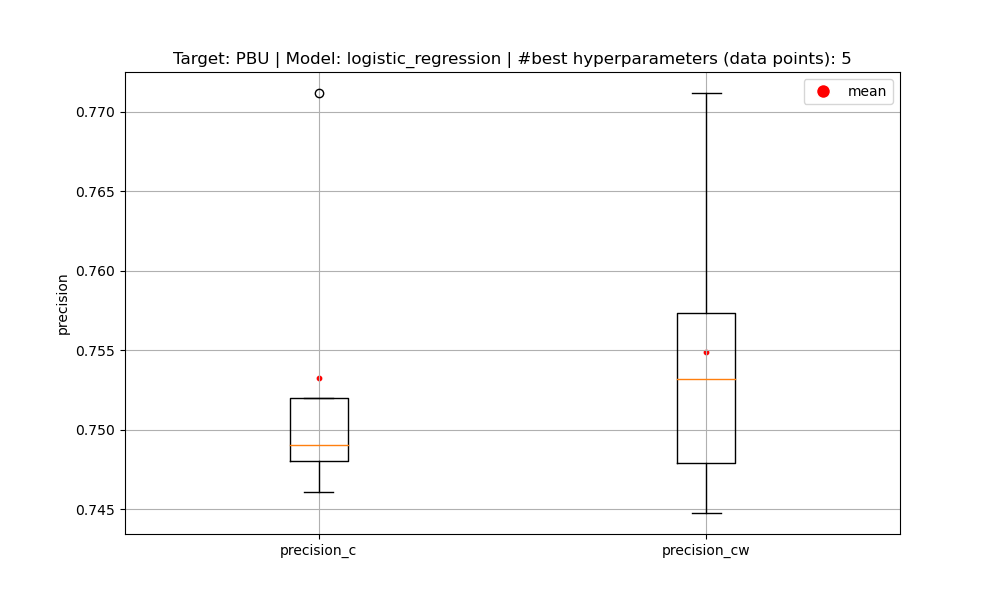 Target: PBU | Model: logistic_regression | #best hyperparameters (data points): 5
mean
0.770
0.765
0.760
0.755
0.750
0.745
precision
precision_c
precision_cw